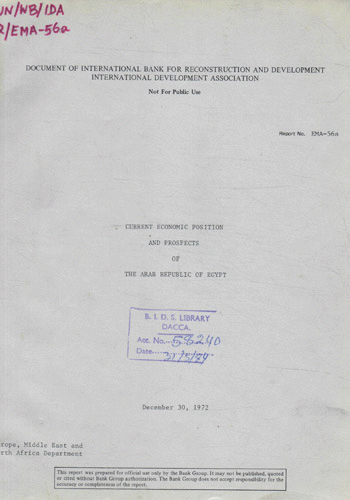 UN/WB/IDA
R/EMA-56a
DOCUMENT OF INTERNATIONAL BANK FOR RECONSTRUCTION AND DEVELOPMENT
INTERNATIONAL DEVELOPMENT ASSOCIATION
Not For Public Use
Report No. EMA-56a
CURRENT ECONOMIC POSITION
AND PROSPECTS
OF
THE ARAB REPUBLIC OF EGYPT
B. I. D. S. LIBRARY
DACCA.
Acc. No....58240
Date.....
December 30, 1972
rope, Middle East and
rth Africa Department
This report was prepared for official use only by the Bank Group. It may not be published, quoted
or cited without Bank Group authorization. The Bank Group does not accept responsibility for the
accuracy or completeness of the report.